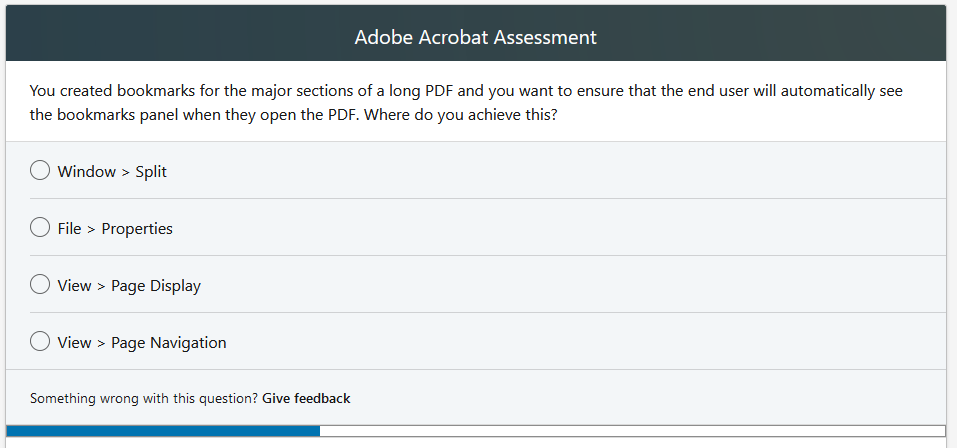 Adobe Acrobat Assessment
You created bookmarks for the major sections of a long PDF and you want to ensure that the end user will automatically see
the bookmarks panel when they open the PDF. Where do you achieve this?
Window > Split
File > Properties
View > Page Display
View > Page Navigation
Something wrong with this question? Give feedback